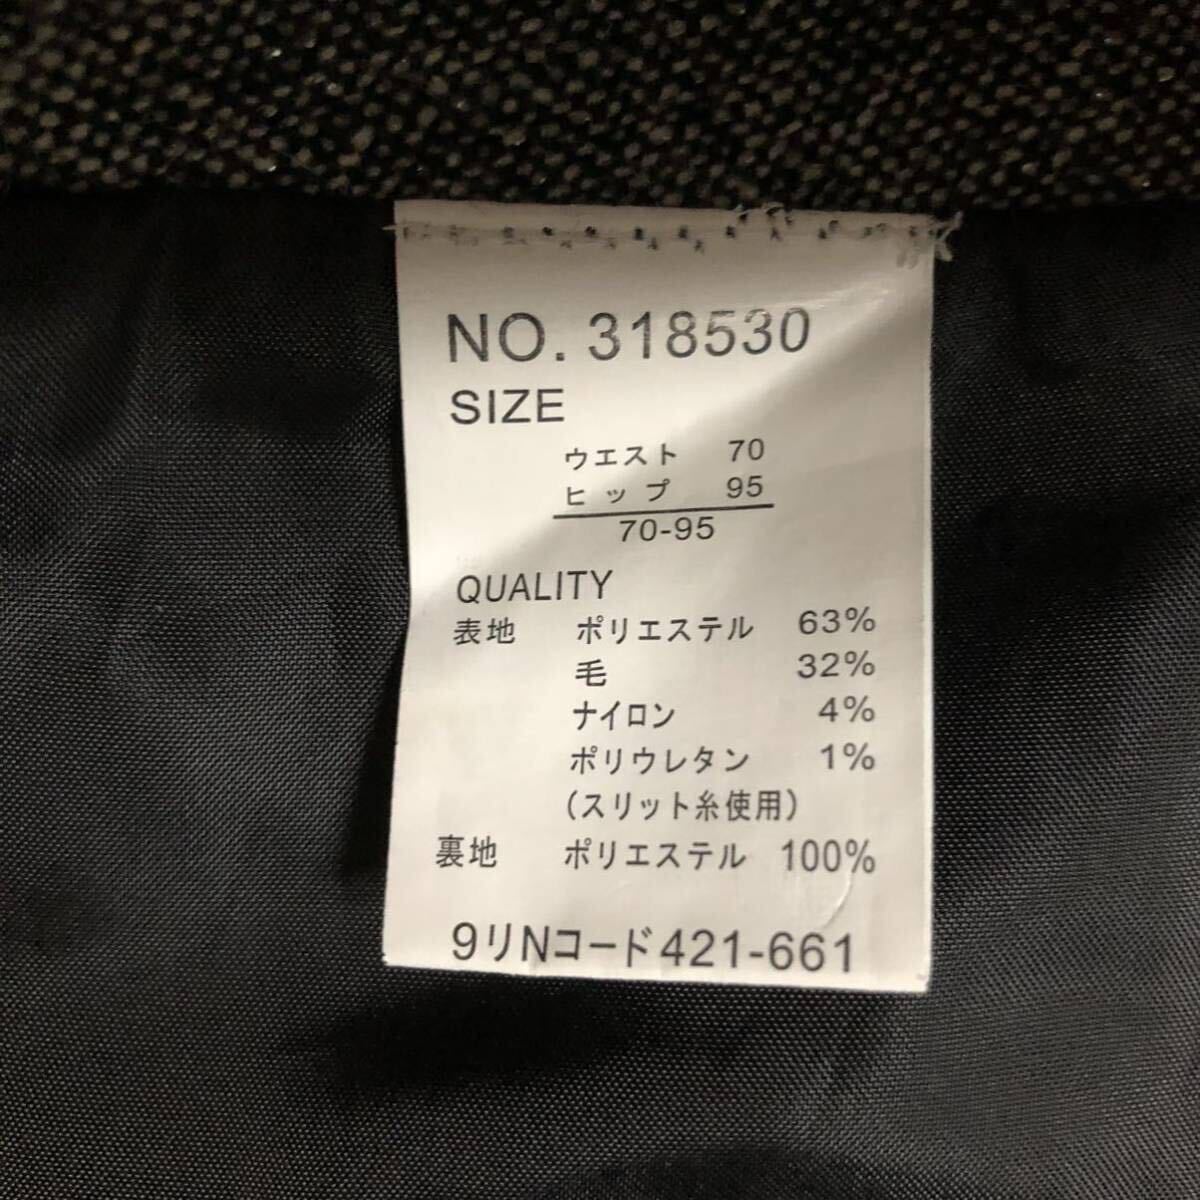 NO. 318530
SIZE
ウエスト 70
ヒップ 95
70-95
QUALITY
表地 ポリエステル 63%
毛 32%
ナイロン 4%
ポリウレタン 1%
(スリット糸使用)
裏地 ポリエステル 100%
9リNコード421-661